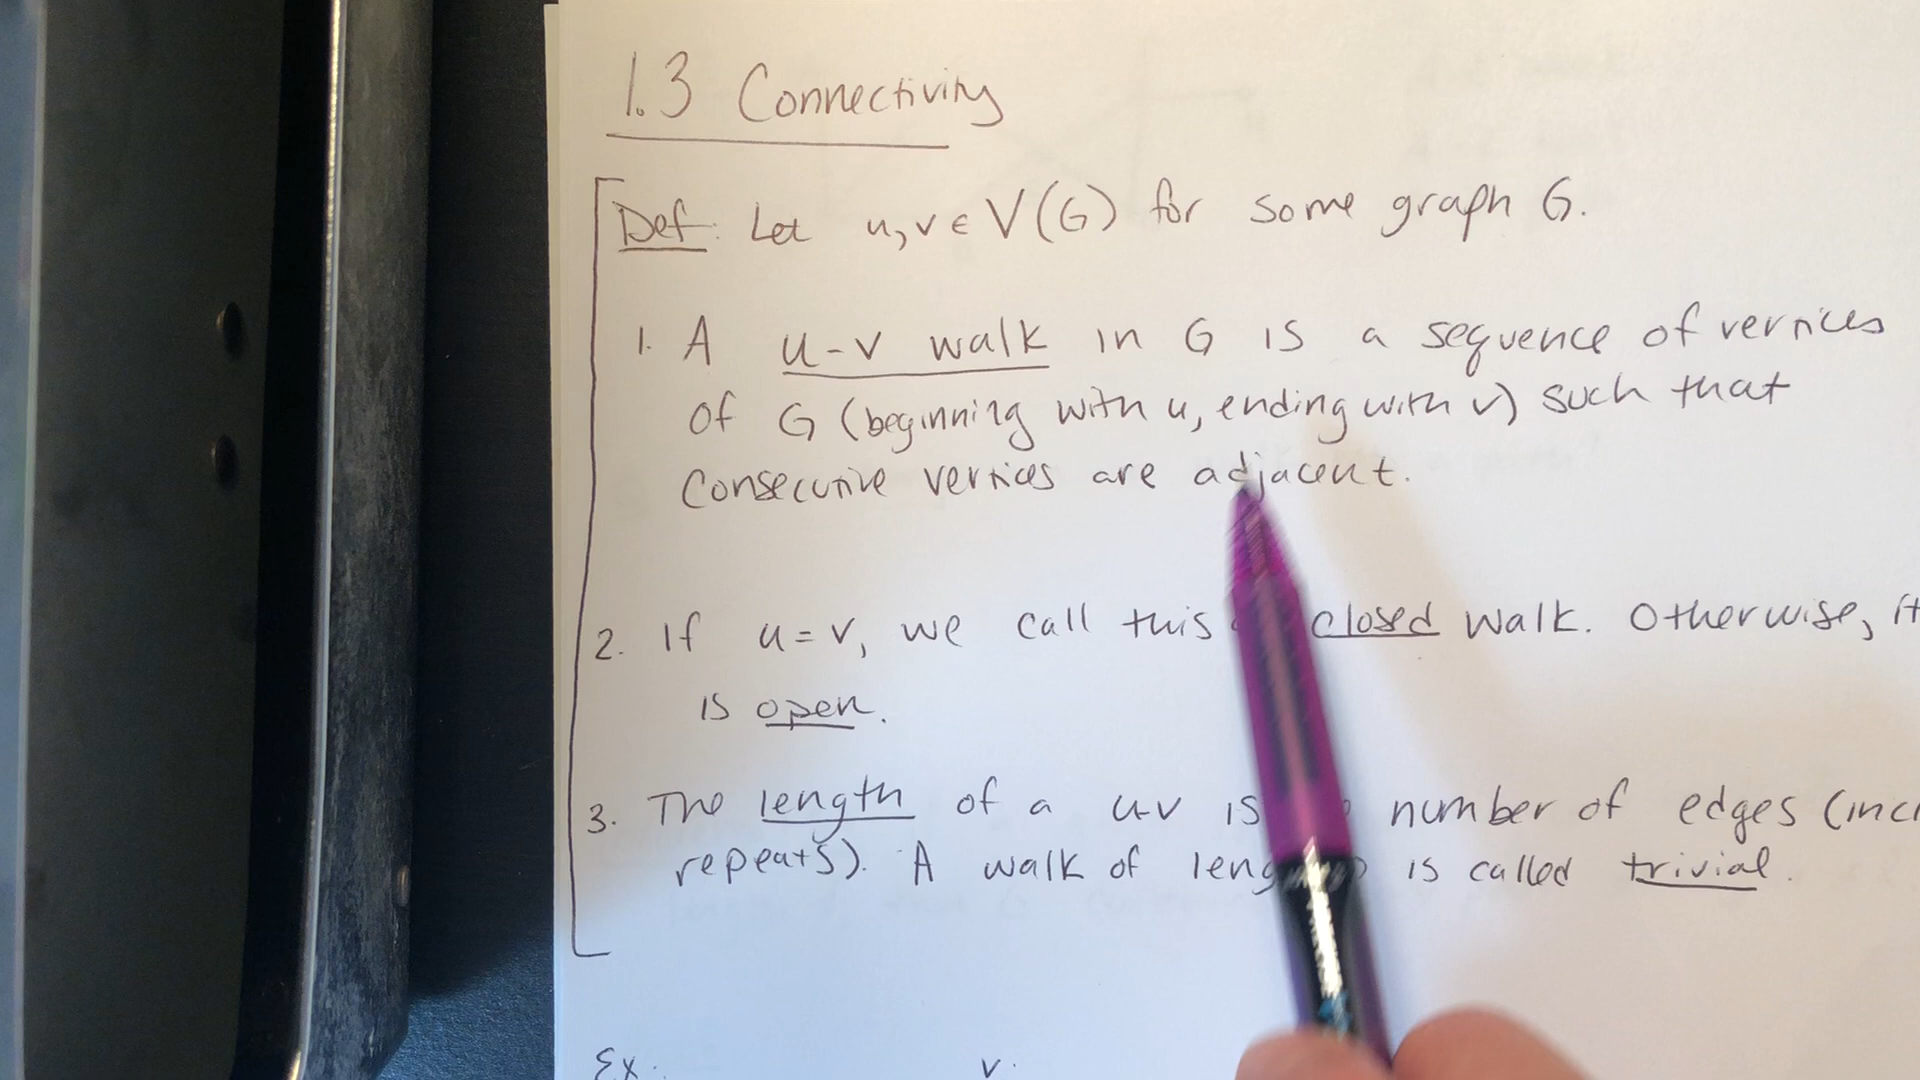 1.3 Connectivity
Def: Let u,v ∈ V(G) for some graph G.
1. A u-v walk in G is a sequence of vertices
of G (beginning with u, ending with v) such that
consecutive vertices are adjacent.
2. If u=v, we call this closed walk. Otherwise, it
is open.
3. The length of a u-v is number of edges (incl
repeats). A walk of leng is called trivial.
Ex. v.